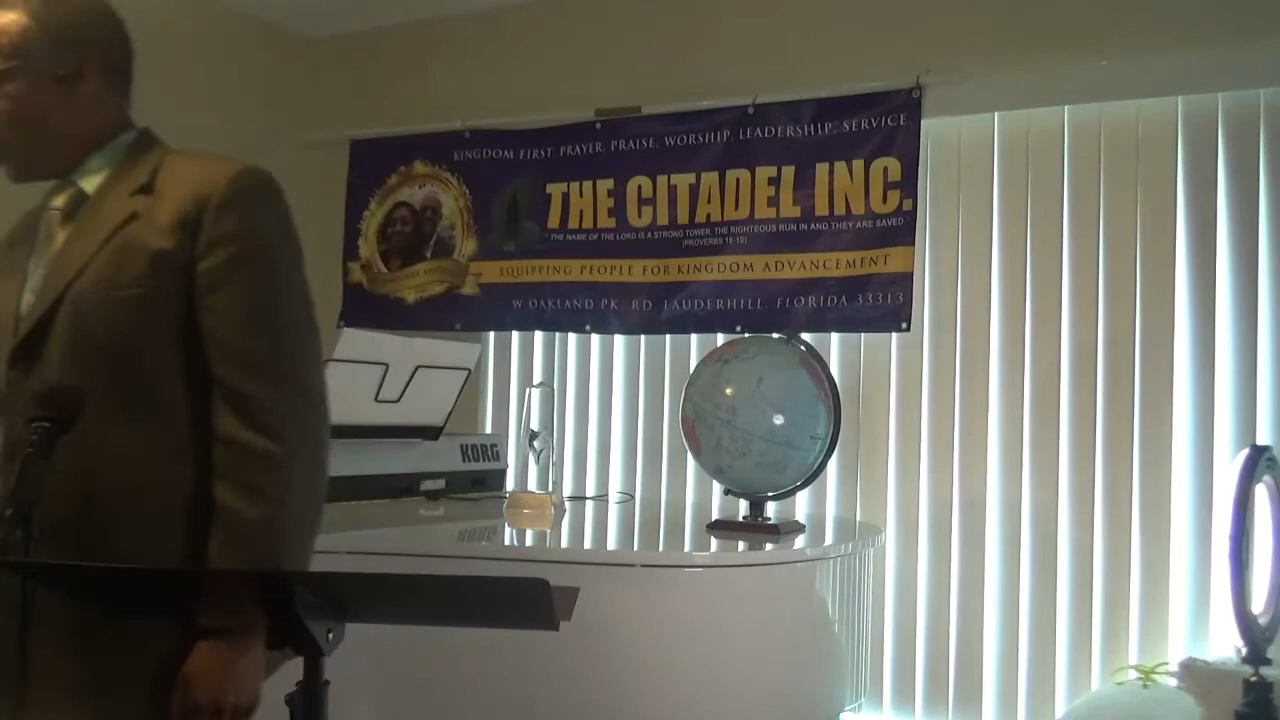 KINGDOM FIRST, PRAYER, PRAISE, WORSHIP, LEADERSHIP, SERVICE
THE CITADEL INC.
" THE NAME OF THE LORD IS A STRONG TOWER, THE RIGHTEOUS RUN IN AND THEY ARE SAVED."
(PROVERBS 18:10)
EQUIPPING PEOPLE FOR KINGDOM ADVANCEMENT
W OAKLAND PK. RD LAUDERHILL, FLORIDA 33313
KORG